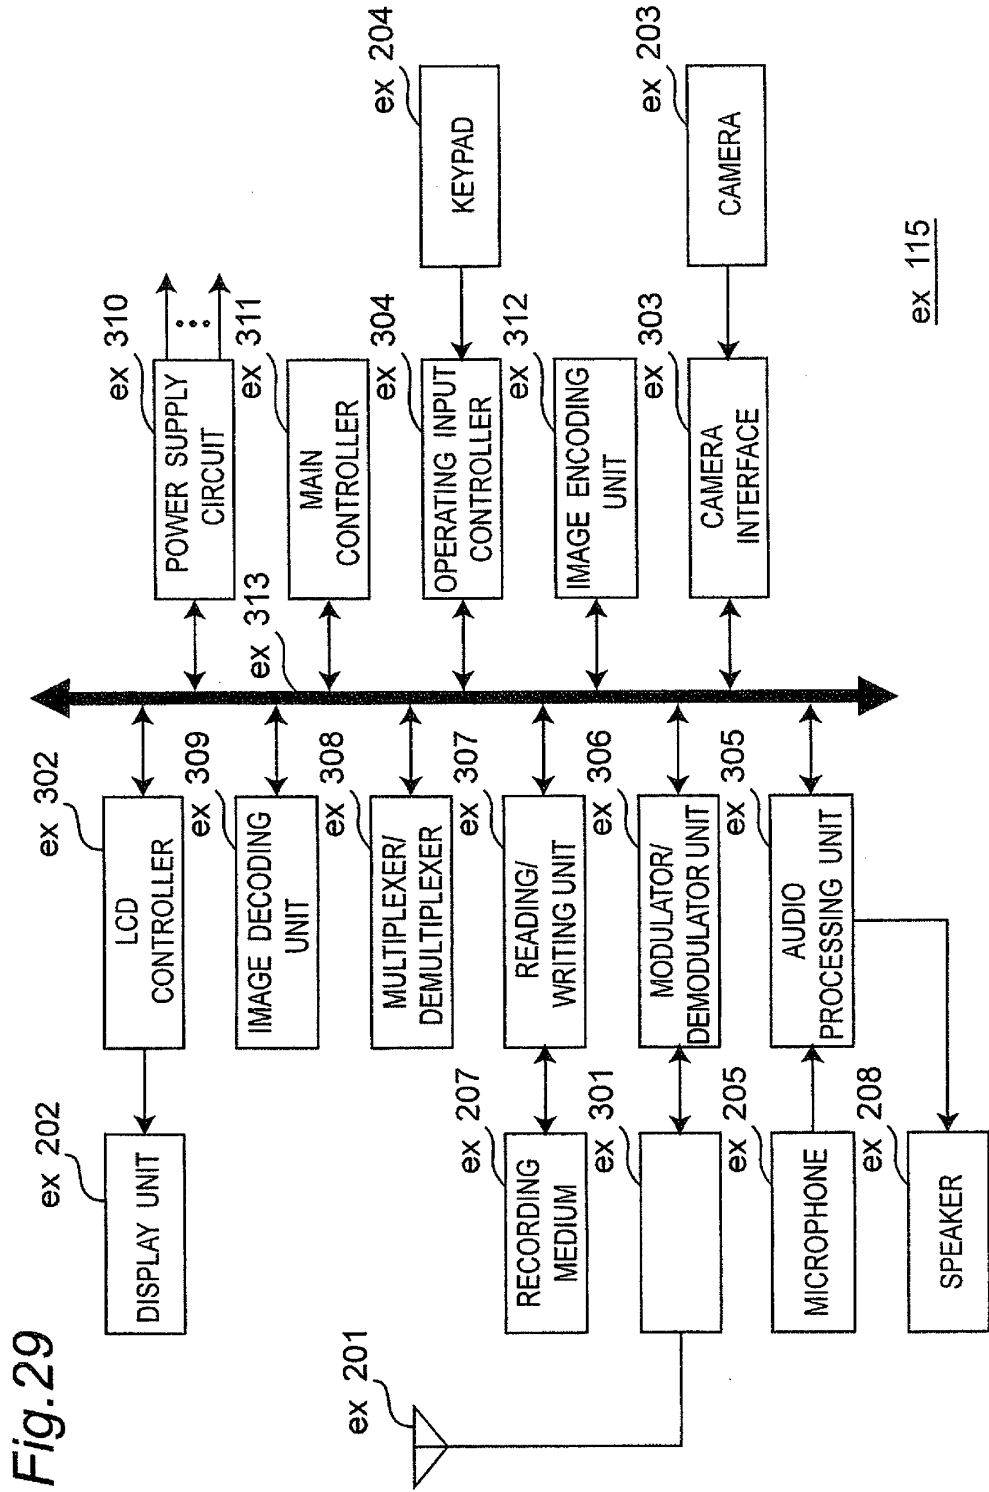 Fig.29
ex 202
DISPLAY UNIT
ex 302
LCD
CONTROLLER
ex 309
IMAGE DECODING
UNIT
ex 308
MULTIPLEXER/
DEMULTIPLEXER
ex 307
READING/
WRITING UNIT
ex 207
RECORDING
MEDIUM
ex 201
ex 301
ex 306
MODULATOR/
DEMODULATOR UNIT
ex 205
MICROPHONE
ex 305
AUDIO
PROCESSING UNIT
ex 208
SPEAKER
ex 313
ex 310
POWER SUPPLY
CIRCUIT
ex 311
MAIN
CONTROLLER
ex 304
OPERATING INPUT
CONTROLLER
ex 204
KEYPAD
ex 312
IMAGE ENCODING
UNIT
ex 303
CAMERA
INTERFACE
ex 203
CAMERA
ex 115